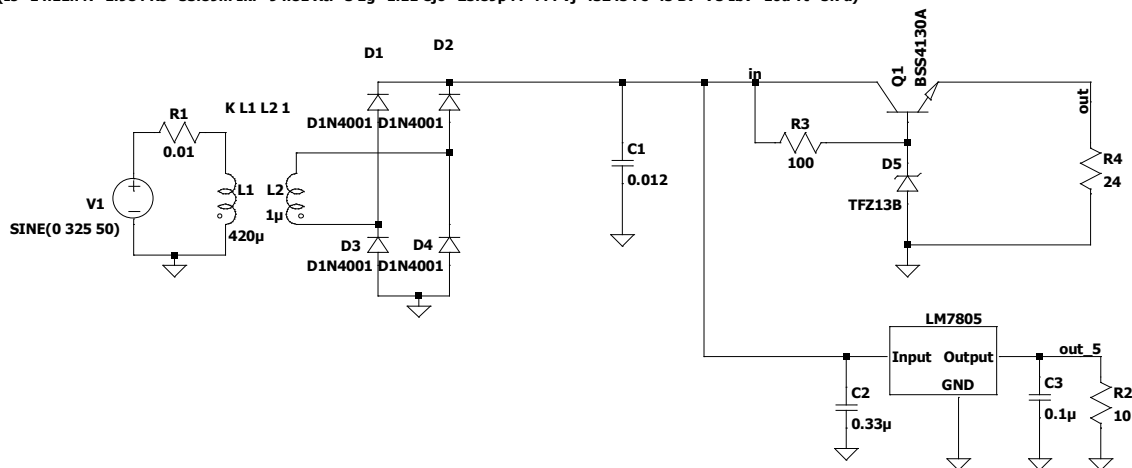 D1
D2
in
Q1
BSS4130A
K L1 L2 1
R1
0.01
D1N4001 D1N4001
C1
0.012
R3
100
out
D5
TFZ13B
R4
24
V1
SINE(0 325 50)
L1
L2
1µ
420µ
D3
D4
D1N4001 D1N4001
LM7805
Input Output
GND
out_5
C2
0.33µ
C3
0.1µ
R2
10